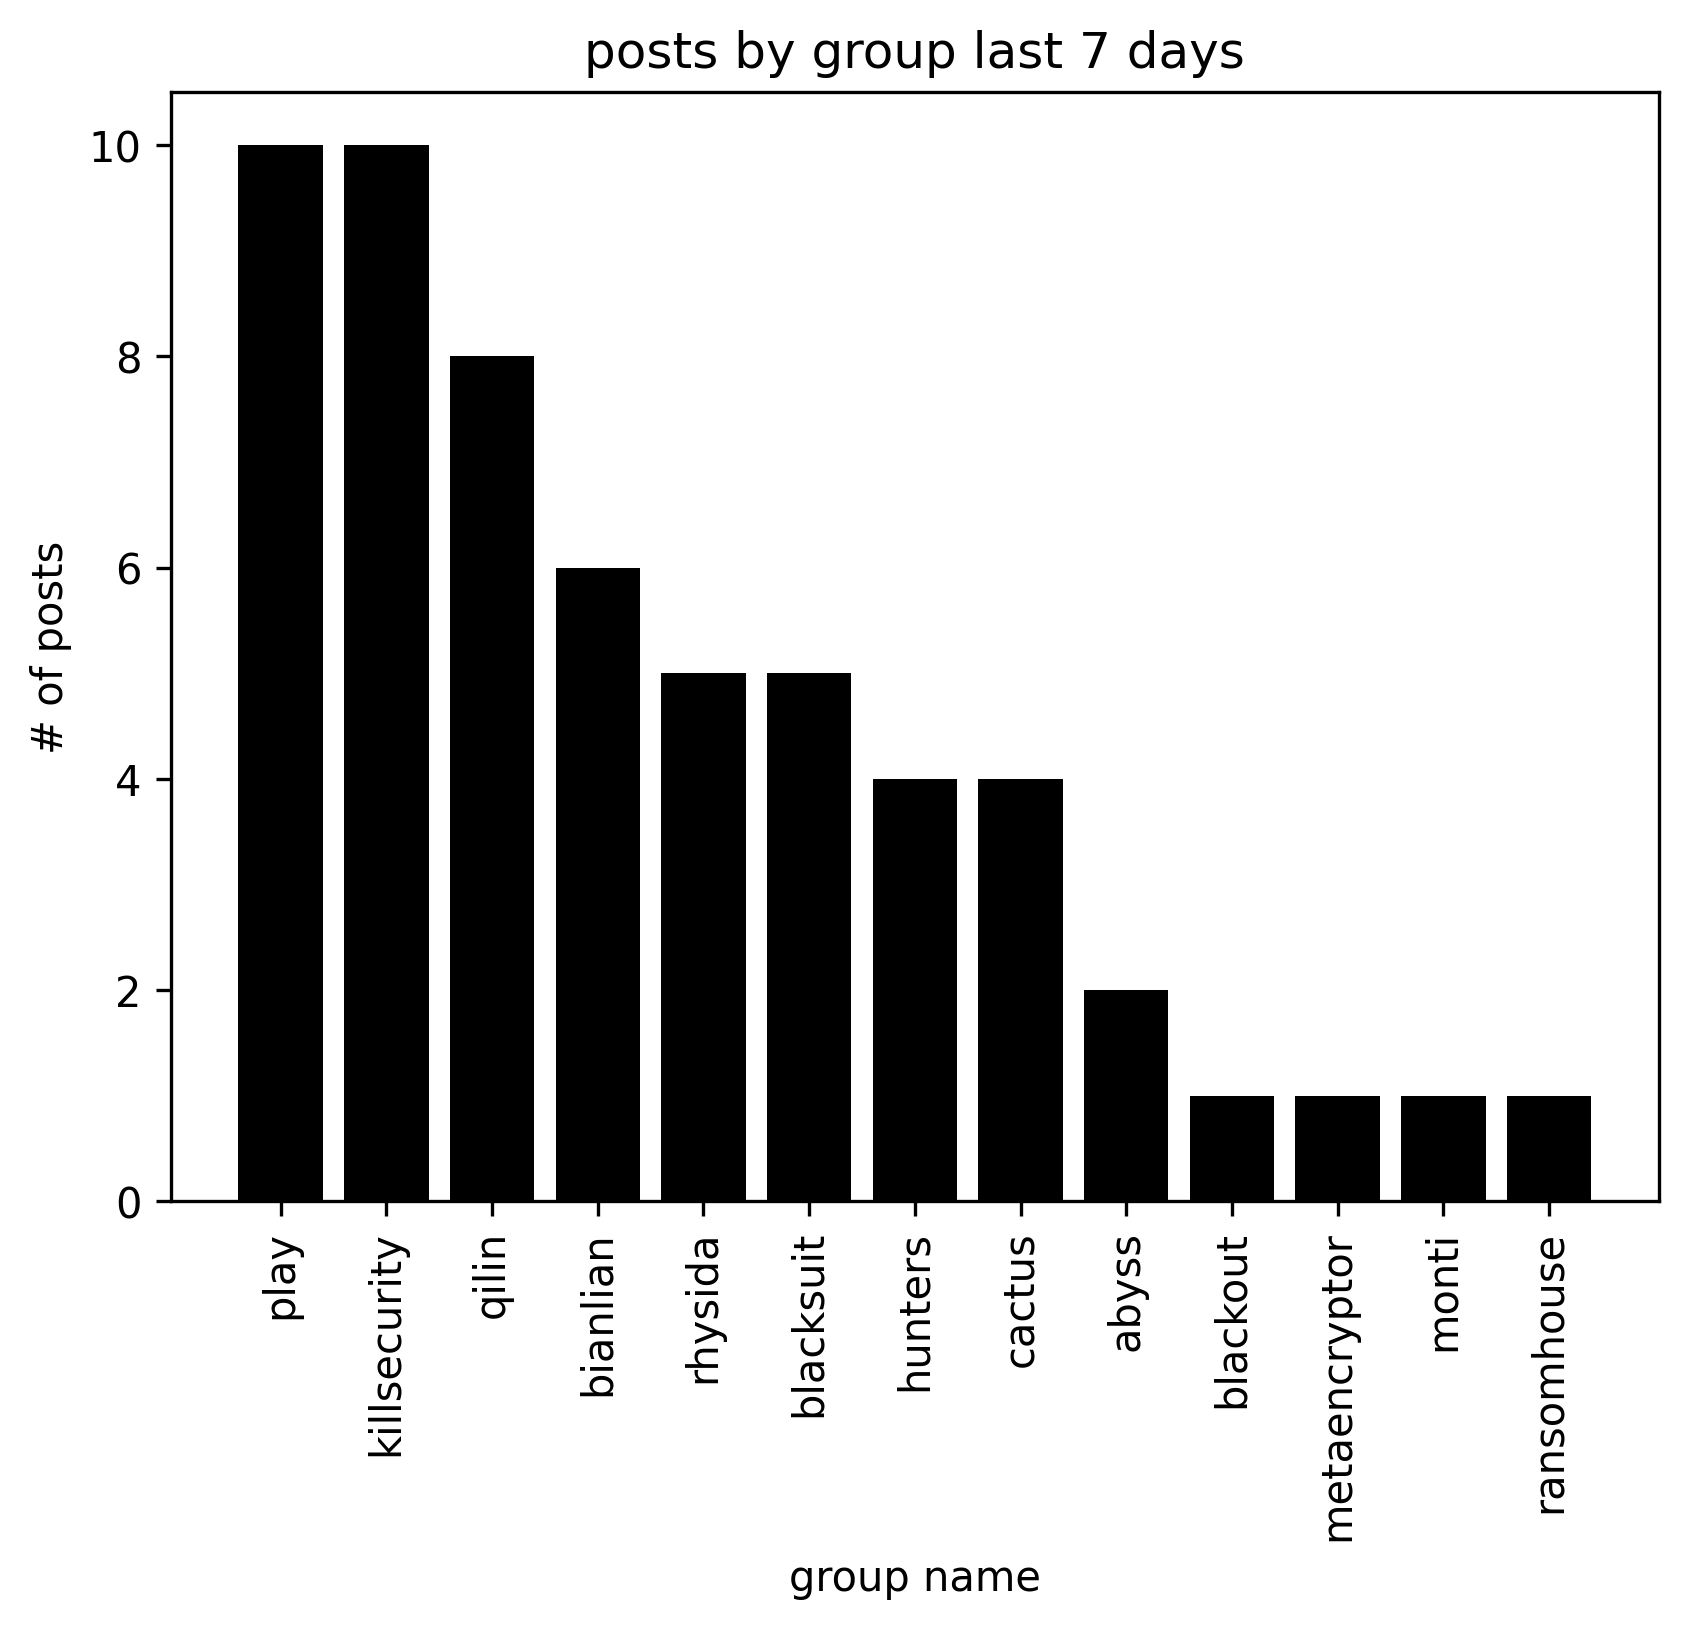 posts by group last 7 days
# of posts
10
8
6
4
2
0
play
killsecurity
qilin
bianlian
rhysida
blacksuit
hunters
cactus
abyss
blackout
metaencryptor
monti
ransomhouse
group name